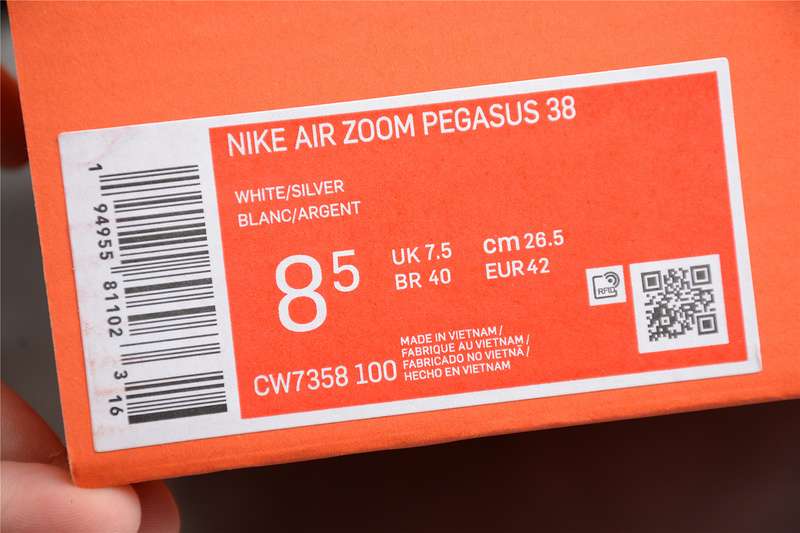 NIKE AIR ZOOM PEGASUS 38
WHITE/SILVER
BLANC/ARGENT
8 5
UK 7.5
BR 40
cm 26.5
EUR 42
RFID
CW7358 100
MADE IN VIETNAM /
FABRIQUE AU VIETNAM /
FABRICADO NO VIETNÃ /
HECHO EN VIETNAM
1 94955 81102 3 16